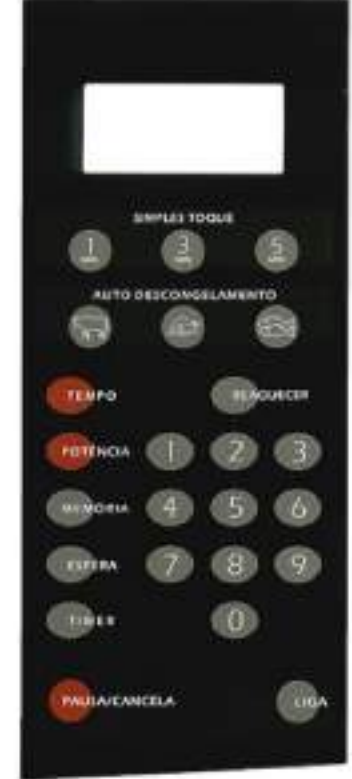 SIMPLES TOQUE
1 3 5
AUTO DESCONGELAMENTO
TEMPO REAQUECER
POTÊNCIA 1 2 3
MEMÓRIA 4 5 6
ESPERA 7 8 9
TIMER 0
PAUSA/CANCELA LIGA